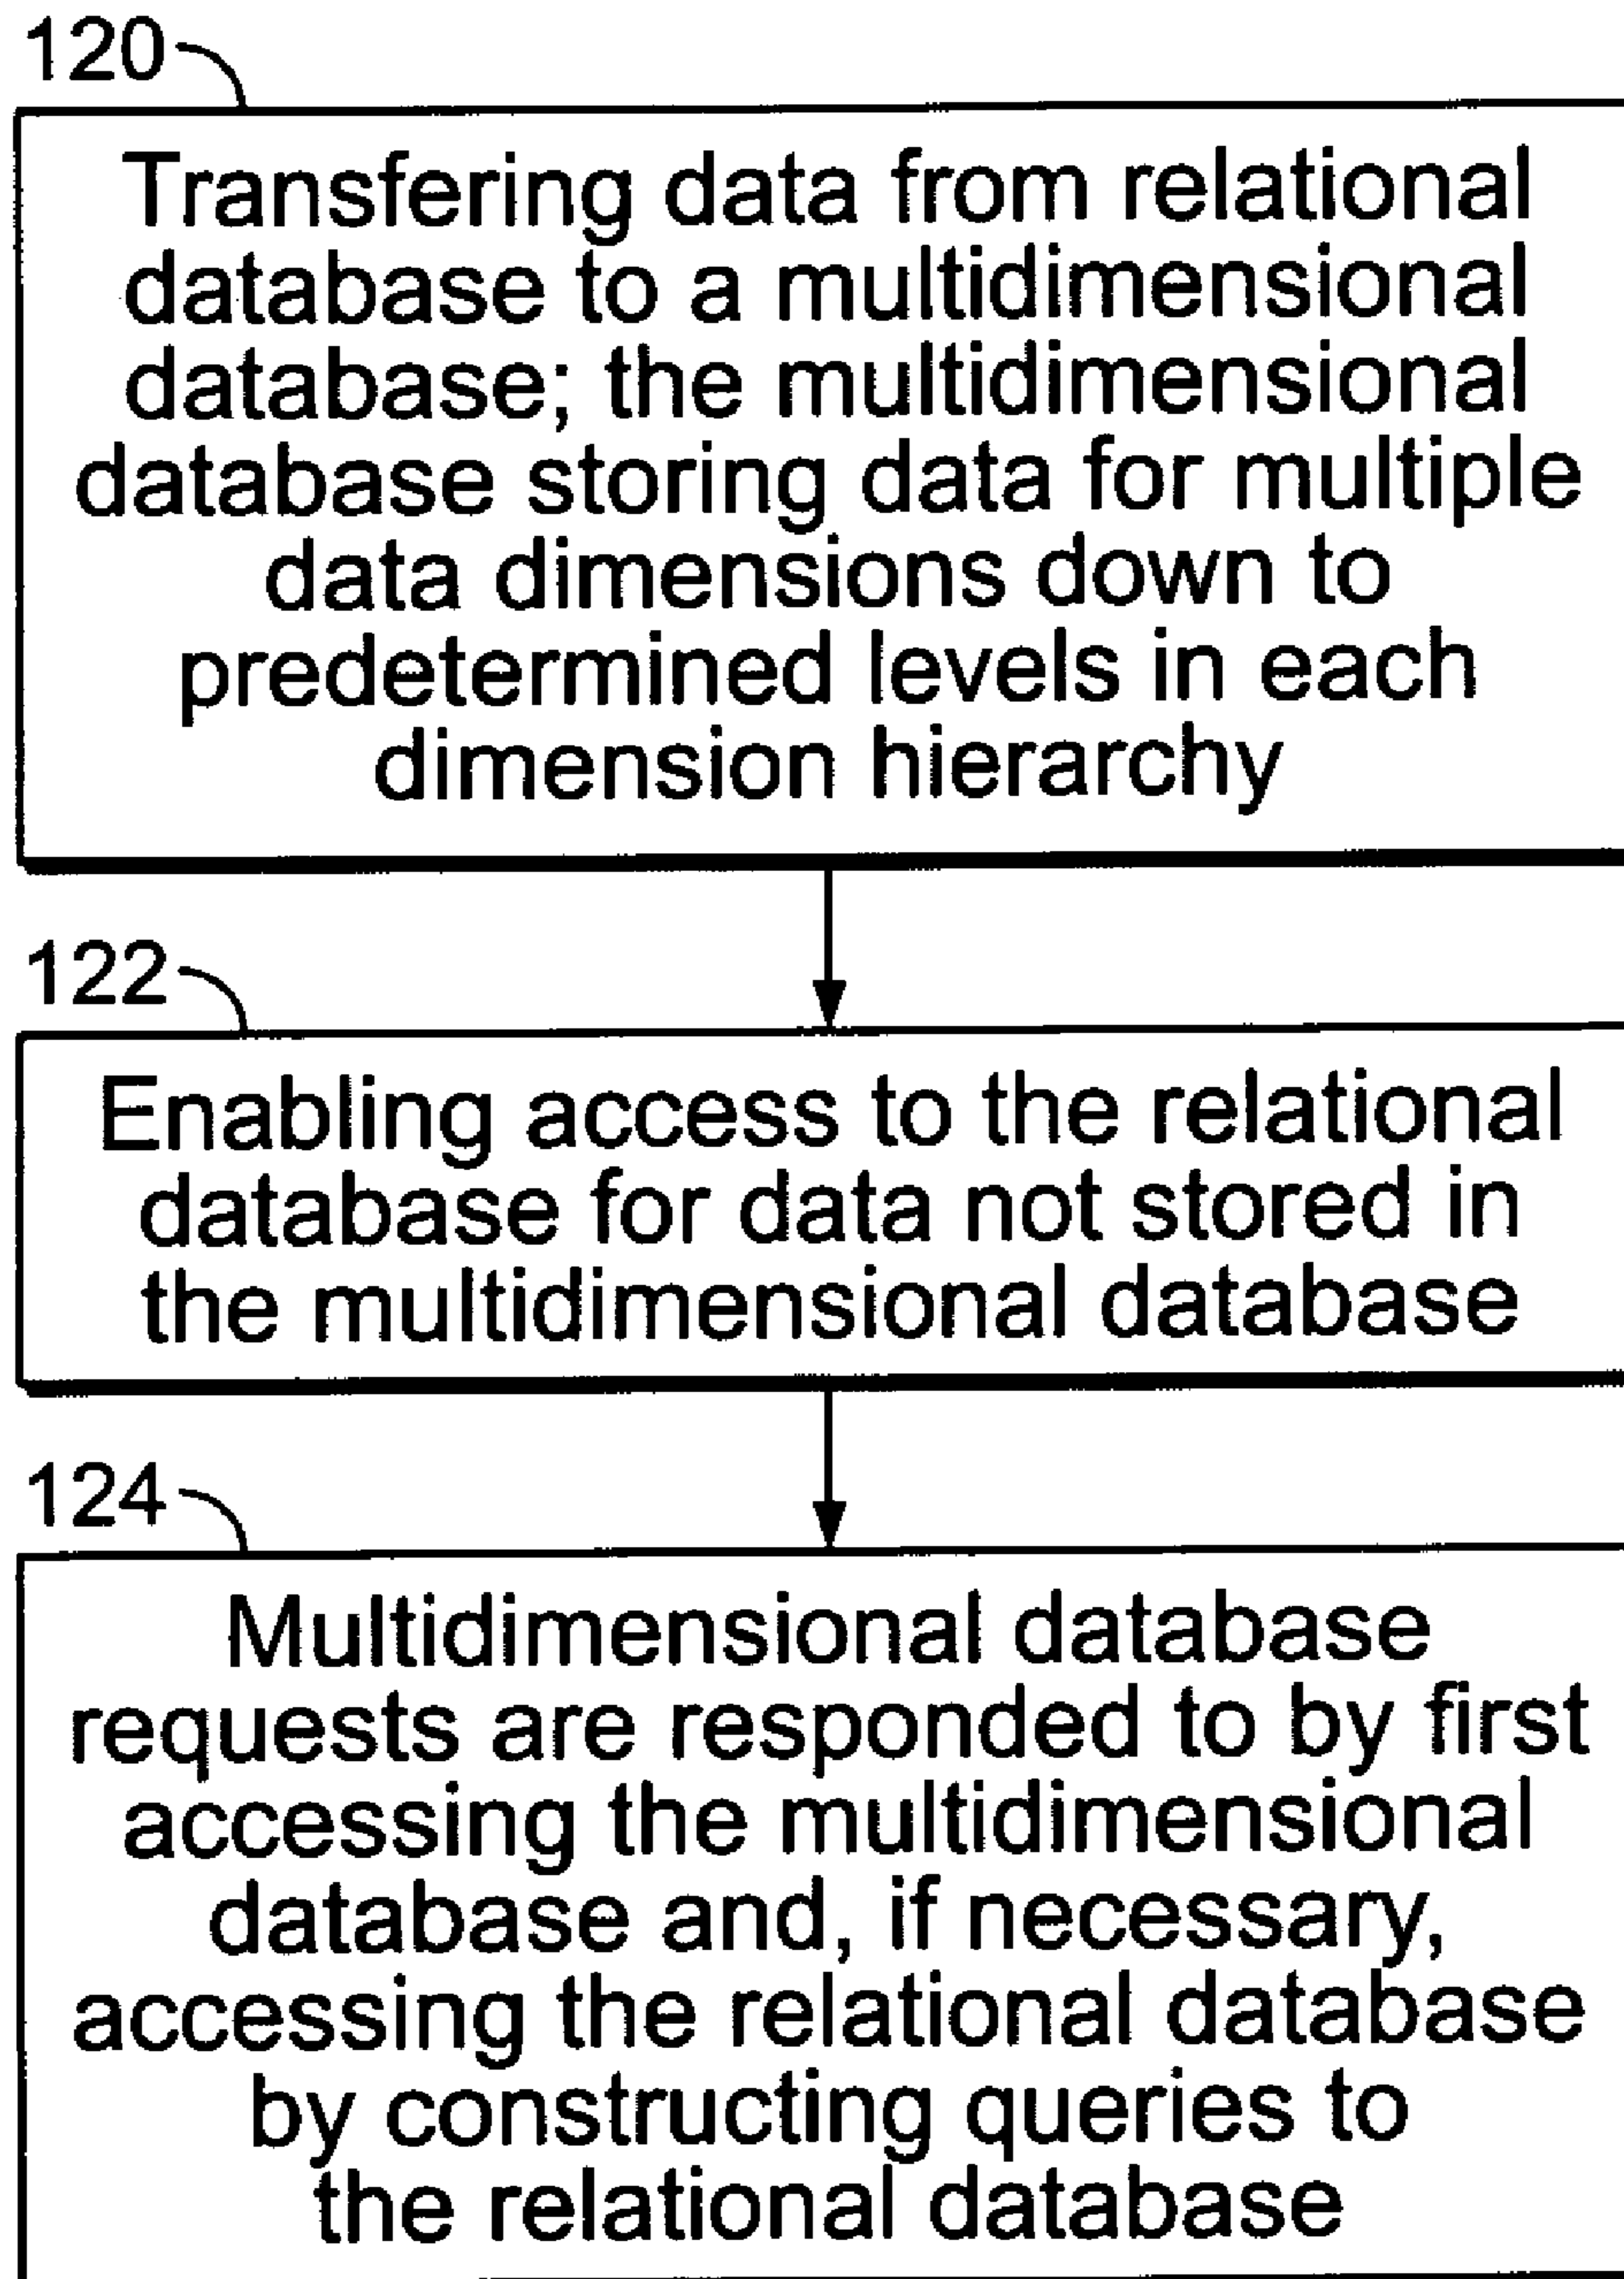 120
Transfering data from relational
database to a multidimensional
database; the multidimensional
database storing data for multiple
data dimensions down to
predetermined levels in each
dimension hierarchy
122
Enabling access to the relational
database for data not stored in
the multidimensional database
124
Multidimensional database
requests are responded to by first
accessing the multidimensional
database and, if necessary,
accessing the relational database
by constructing queries to
the relational database